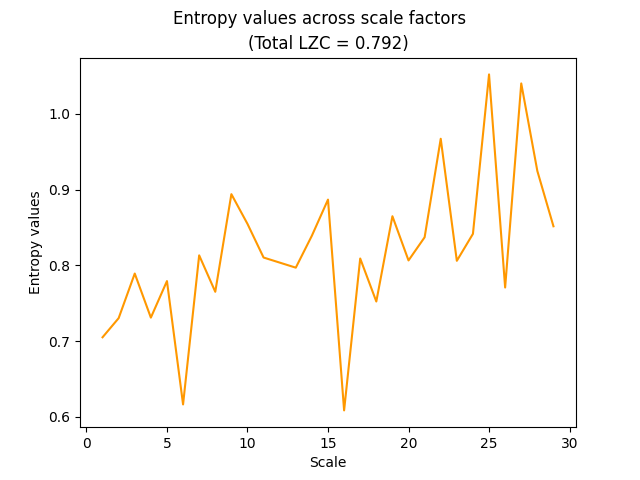 Entropy values across scale factors
(Total LZC = 0.792)
1.0
0.9
0.8
0.7
0.6
Entropy values
0 5 10 15 20 25 30
Scale